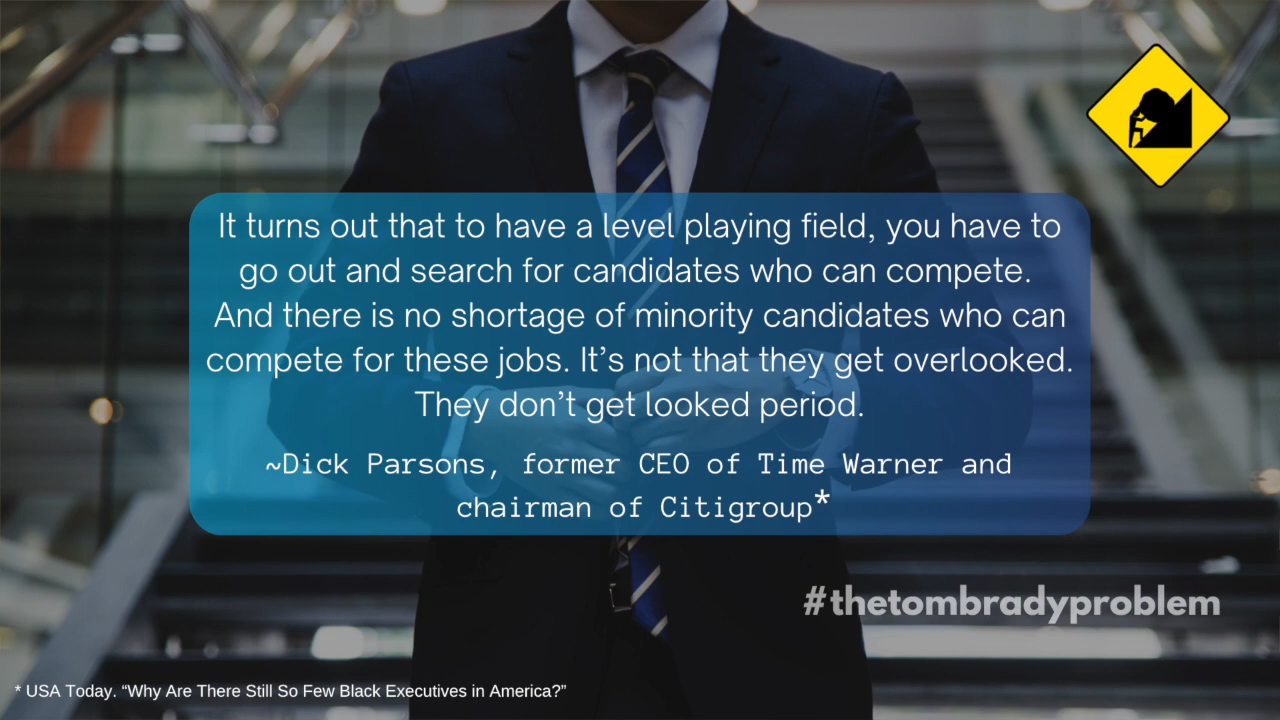 It turns out that to have a level playing field, you have to
go out and search for candidates who can compete.
And there is no shortage of minority candidates who can
compete for these jobs. It’s not that they get overlooked.
They don’t get looked period.
~Dick Parsons, former CEO of Time Warner and
chairman of Citigroup*
#thetombradyproblem
* USA Today. “Why Are There Still So Few Black Executives in America?”